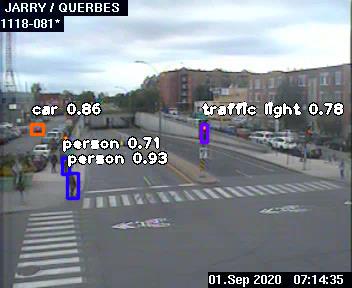 JARRY / QUERBES
1118-081*
car 0.86
traffic light 0.78
person 0.71
person 0.93
01.Sep 2020 07:14:35